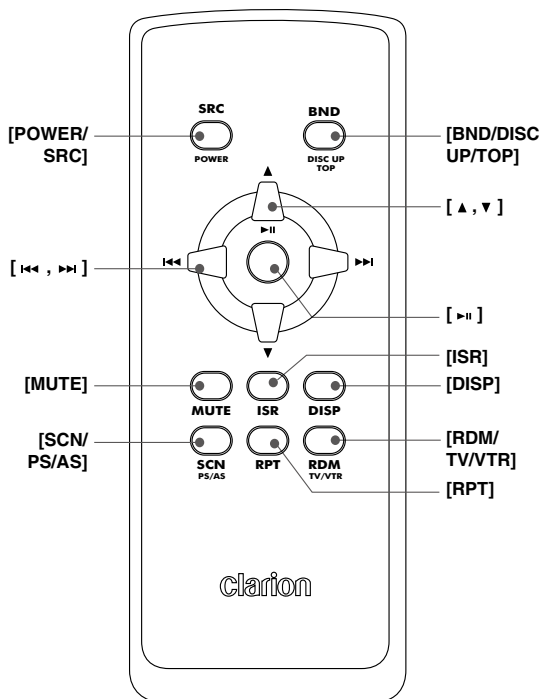 SRC
BND
[POWER/
SRC]
[BND/DISC
UP/TOP]
POWER
DISC UP
TOP
▲
[ ▲ , ▼ ]
►II
[ I◄◄ , ►►I ]
I◄◄
►►I
[ ►II ]
▼
[ISR]
[MUTE]
[DISP]
MUTE ISR DISP
[SCN/
PS/AS]
[RDM/
TV/VTR]
SCN RPT RDM
PS/AS TV/VTR
[RPT]
clarion